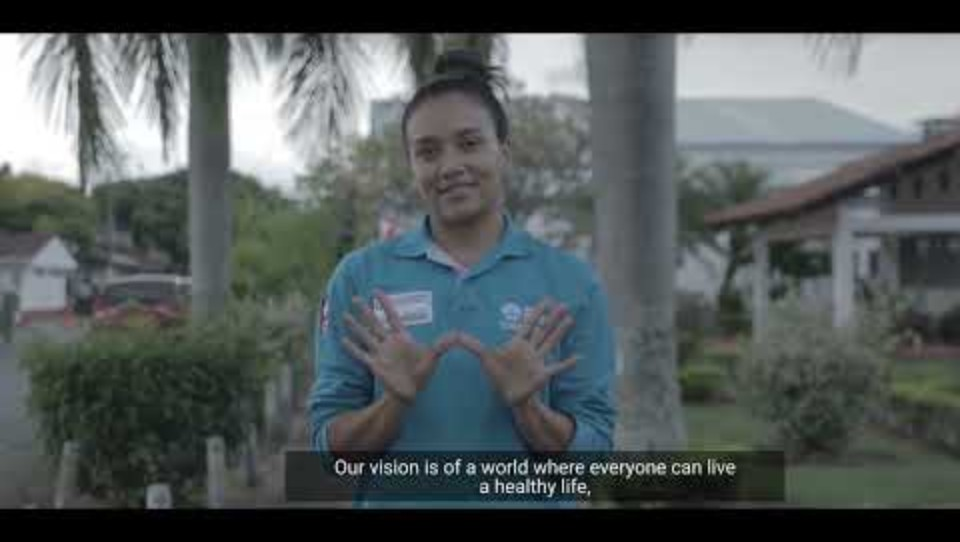 Our vision is of a world where everyone can live
a healthy life,